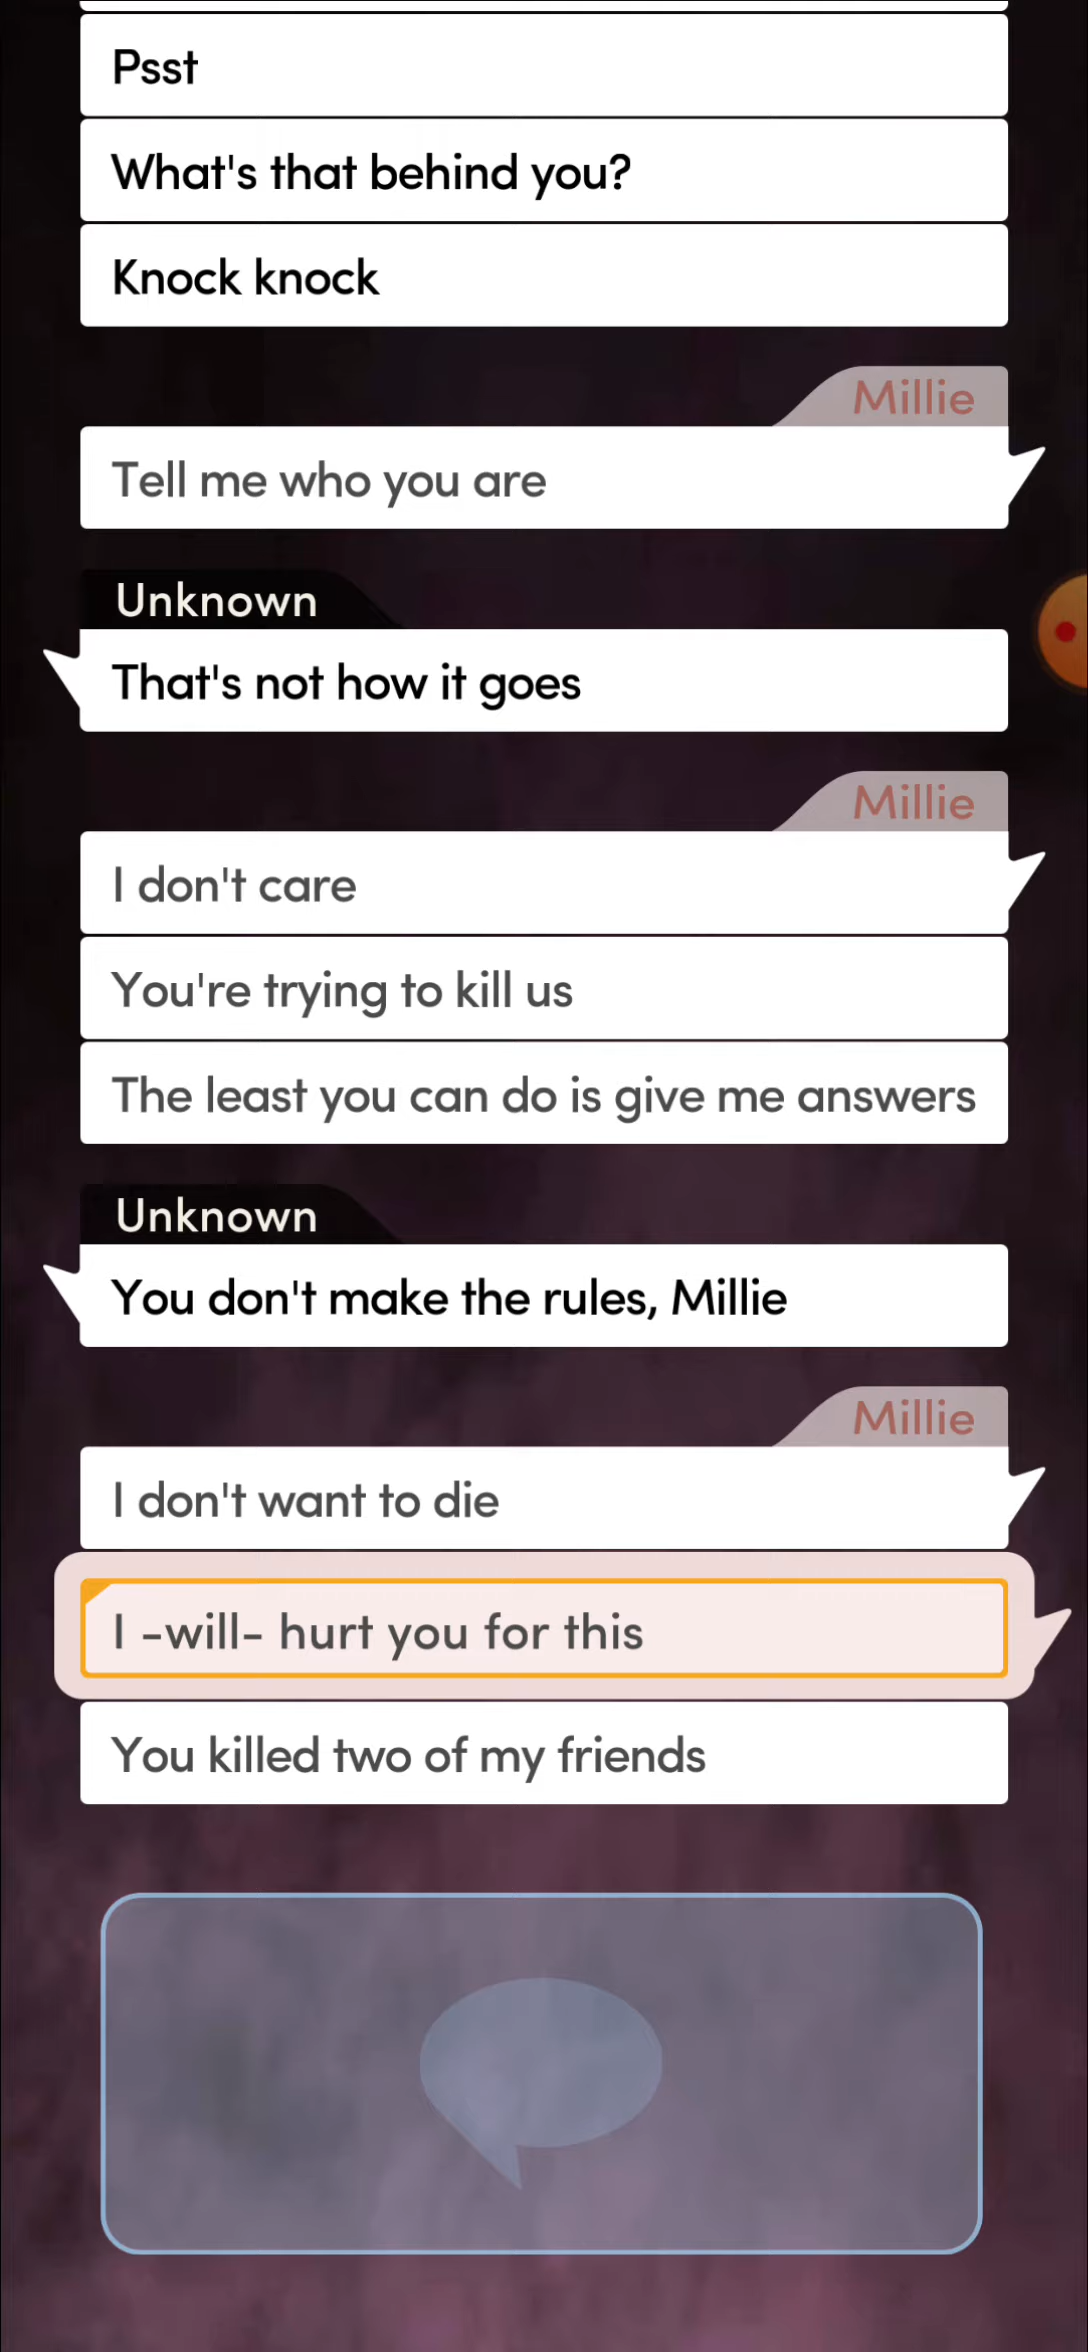 Psst
What's that behind you?
Knock knock
Millie
Tell me who you are
Unknown
That's not how it goes
Millie
I don't care
You're trying to kill us
The least you can do is give me answers
Unknown
You don't make the rules, Millie
Millie
I don't want to die
I -will- hurt you for this
You killed two of my friends